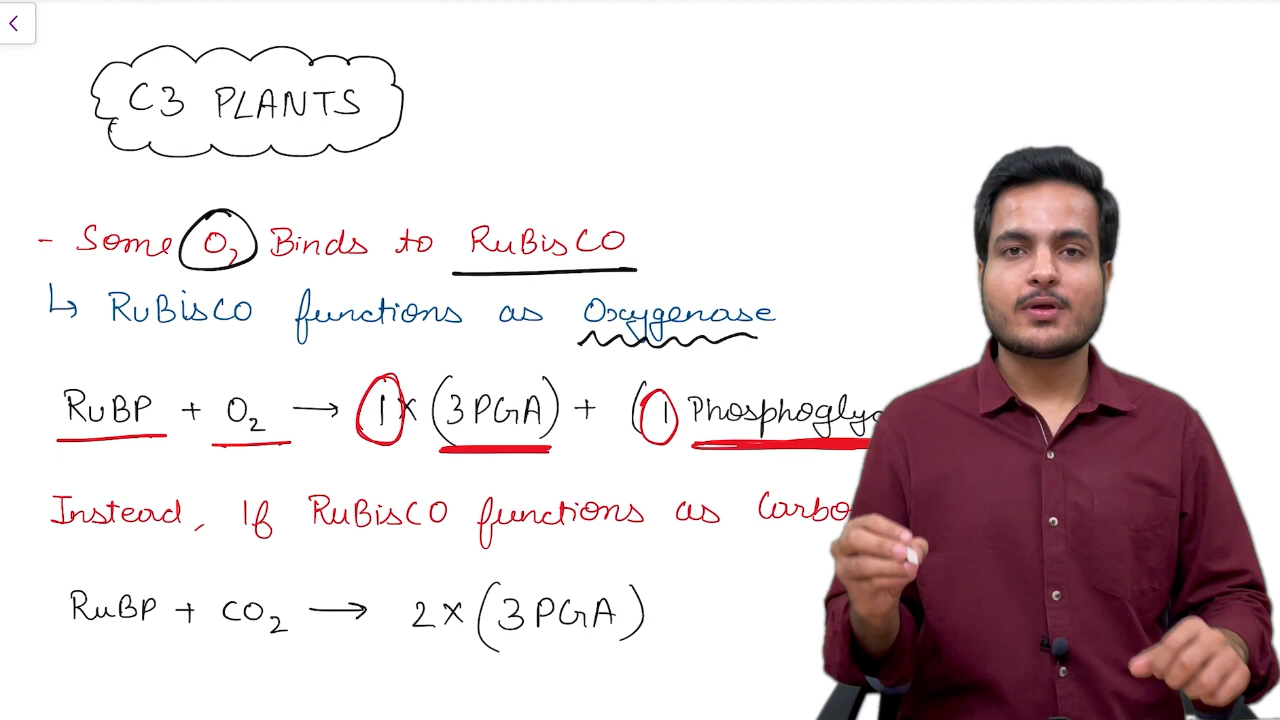 C3 PLANTS
- Some O₂ Binds to RuBisCO
↳ RuBisCO functions as Oxygenase
RuBP + O₂ → 1 × (3PGA) + (1 Phosphoglyc
Instead, If RuBisCO functions as Carbo
RuBP + CO₂ → 2 × (3PGA)